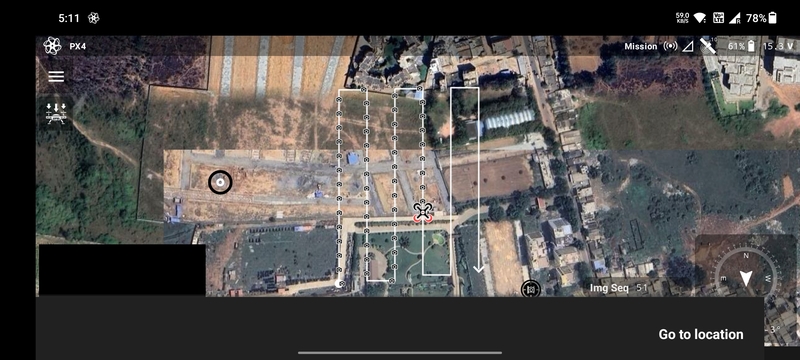 5:11
59.0 KB/S
78%
PX4
Mission
61%
15.3 V
N
E
W
Img Seq 51
Go to location